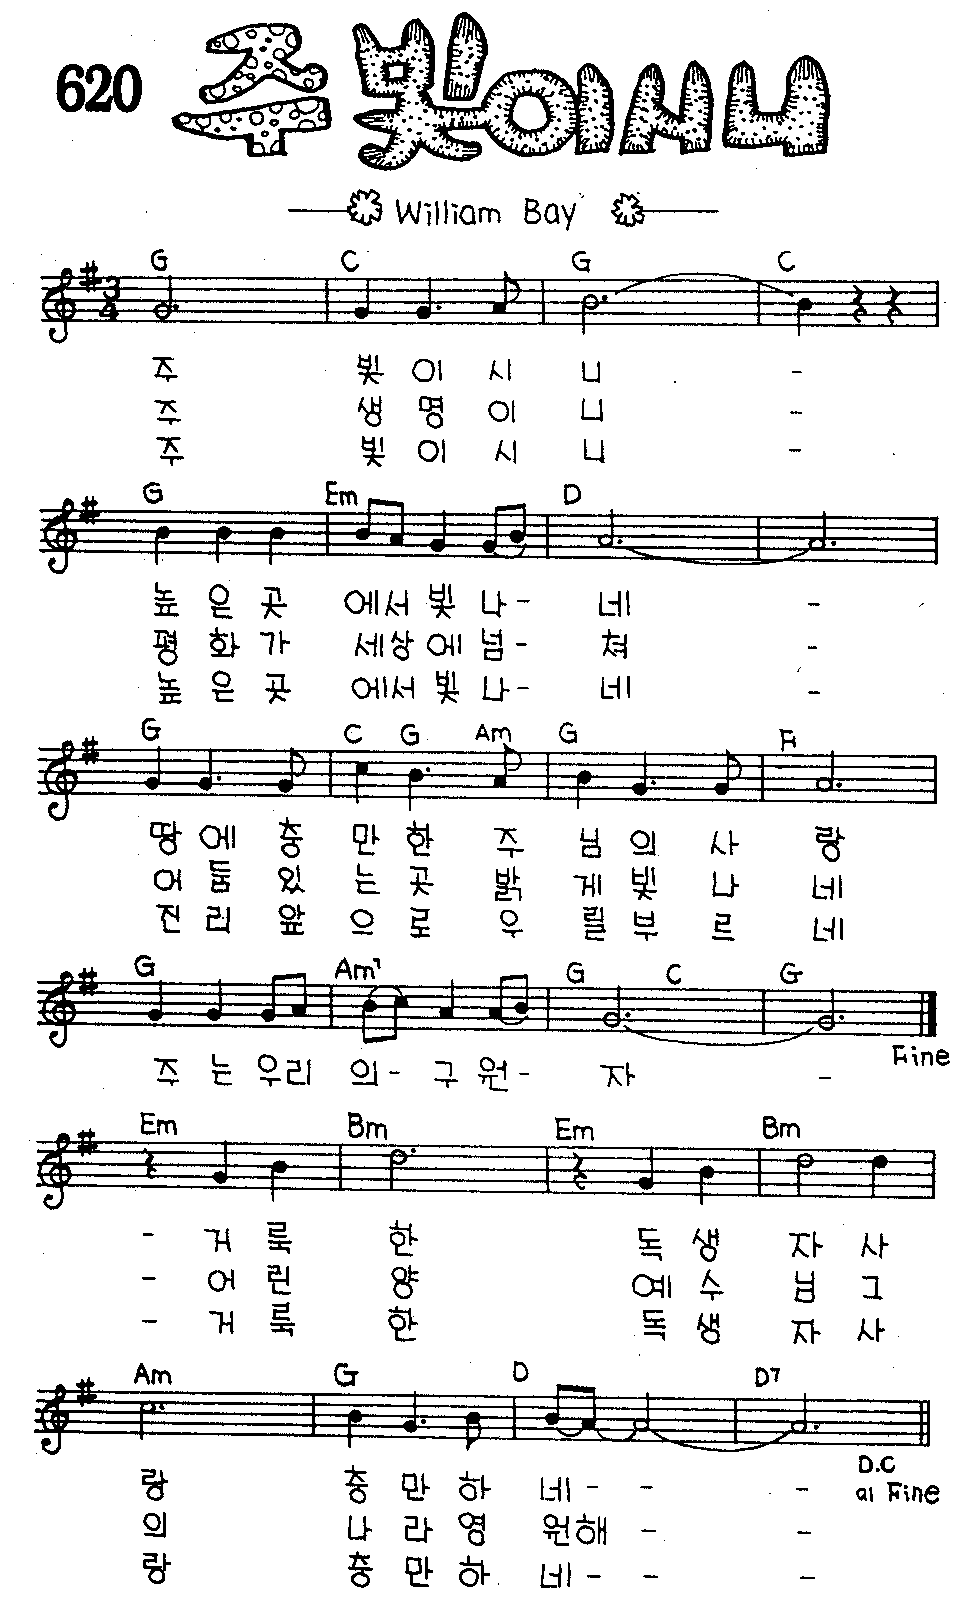 620 주 빛이시니
William Bay
G C G C
3
4
주 빛 이 시 니 -
주 생 명 이 니 -
주 빛 이 시 니 -
G Em D
높 은 곳 에서 빛 나 - 네 -
평 화 가 세상 에 넘 - 쳐 -
높 은 곳 에서 빛 나 - 네 -
G C G Am G F
땅 에 충 만 한 주 님 의 사 랑
어 둠 있 는 곳 밝 게 빛 나 네
진 리 앞 으 로 우 릴 부 르 네
G Am7 G C G
Fine
주 는 우리 의 - 구 원 - 자 -
Em Bm Em Bm
- 거 룩 한 독 생 자 사
- 어 린 양 예 수 님 그
- 거 룩 한 독 생 자 사
Am G D D7
D.C
al Fine
랑 충 만 하 네 - - -
의 나 라 영 원해 - -
랑 충 만 하 네 - - -